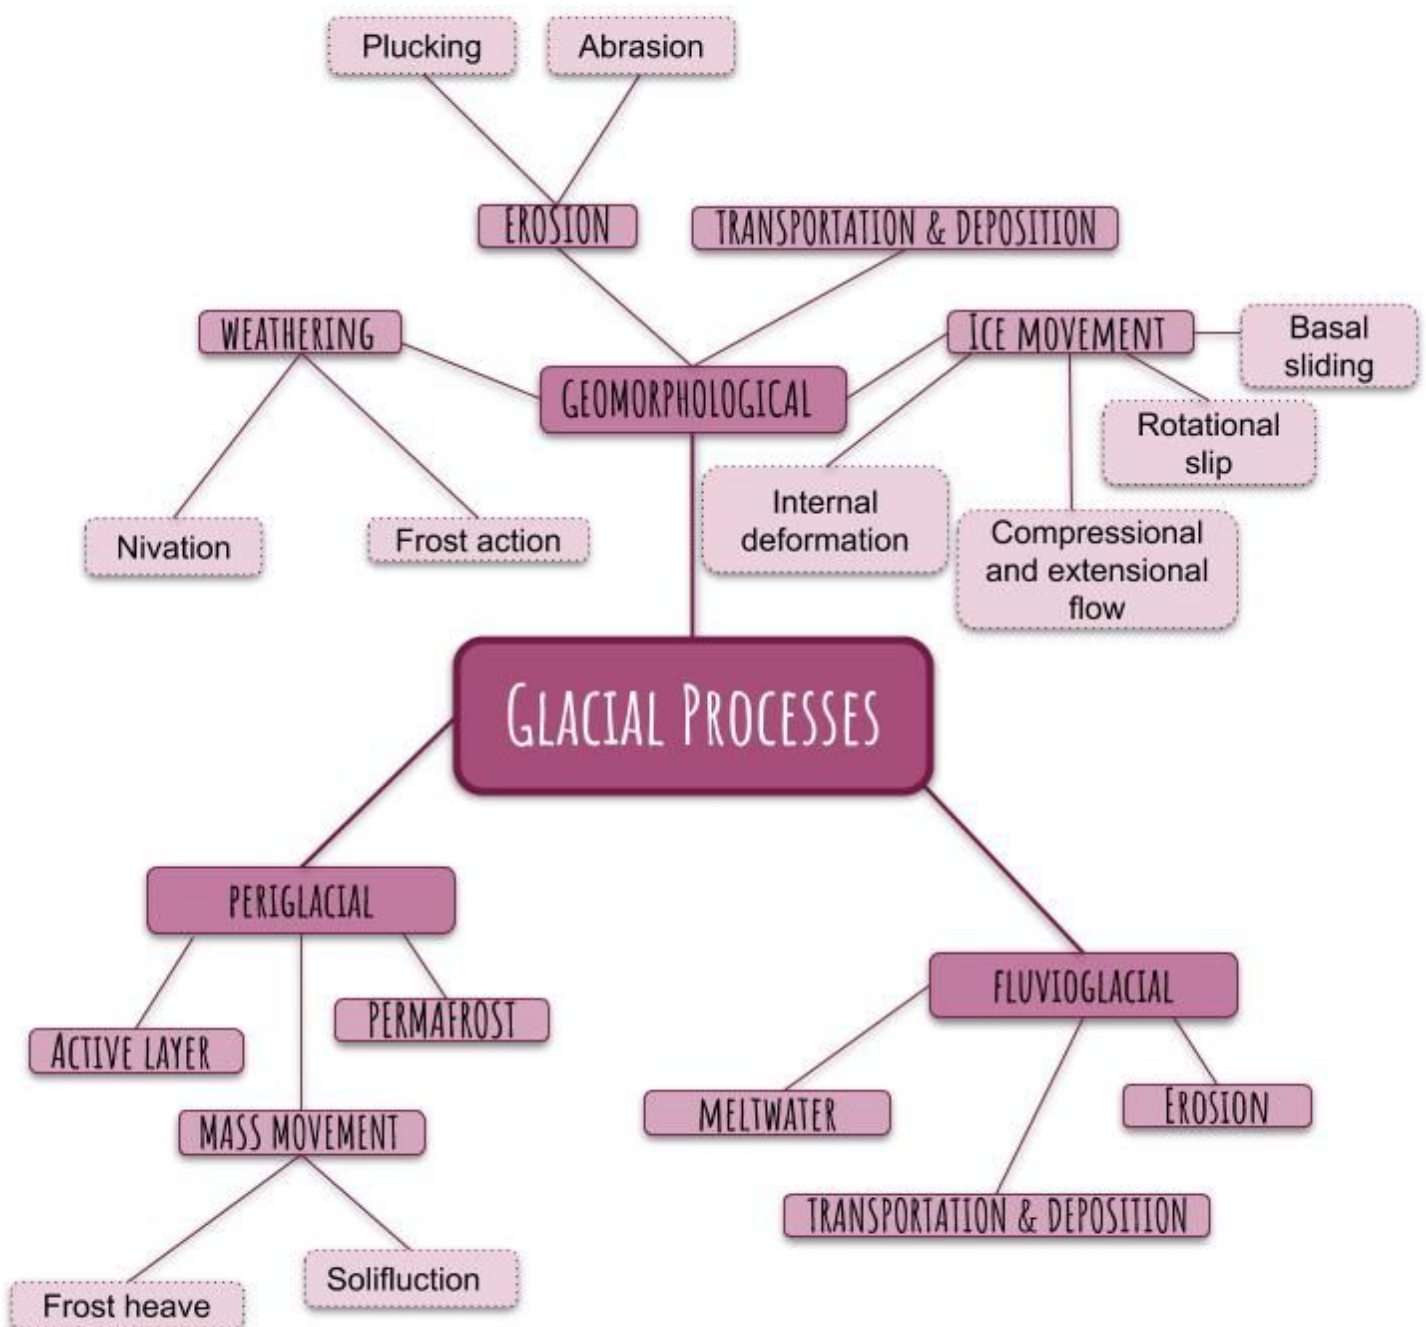 Plucking
Abrasion
EROSION
TRANSPORTATION & DEPOSITION
WEATHERING
ICE MOVEMENT
Basal
sliding
GEOMORPHOLOGICAL
Rotational
slip
Nivation
Frost action
Internal
deformation
Compressional
and extensional
flow
GLACIAL PROCESSES
PERIGLACIAL
FLUVIOGLACIAL
ACTIVE LAYER
PERMAFROST
MASS MOVEMENT
MELTWATER
EROSION
TRANSPORTATION & DEPOSITION
Frost heave
Solifluction